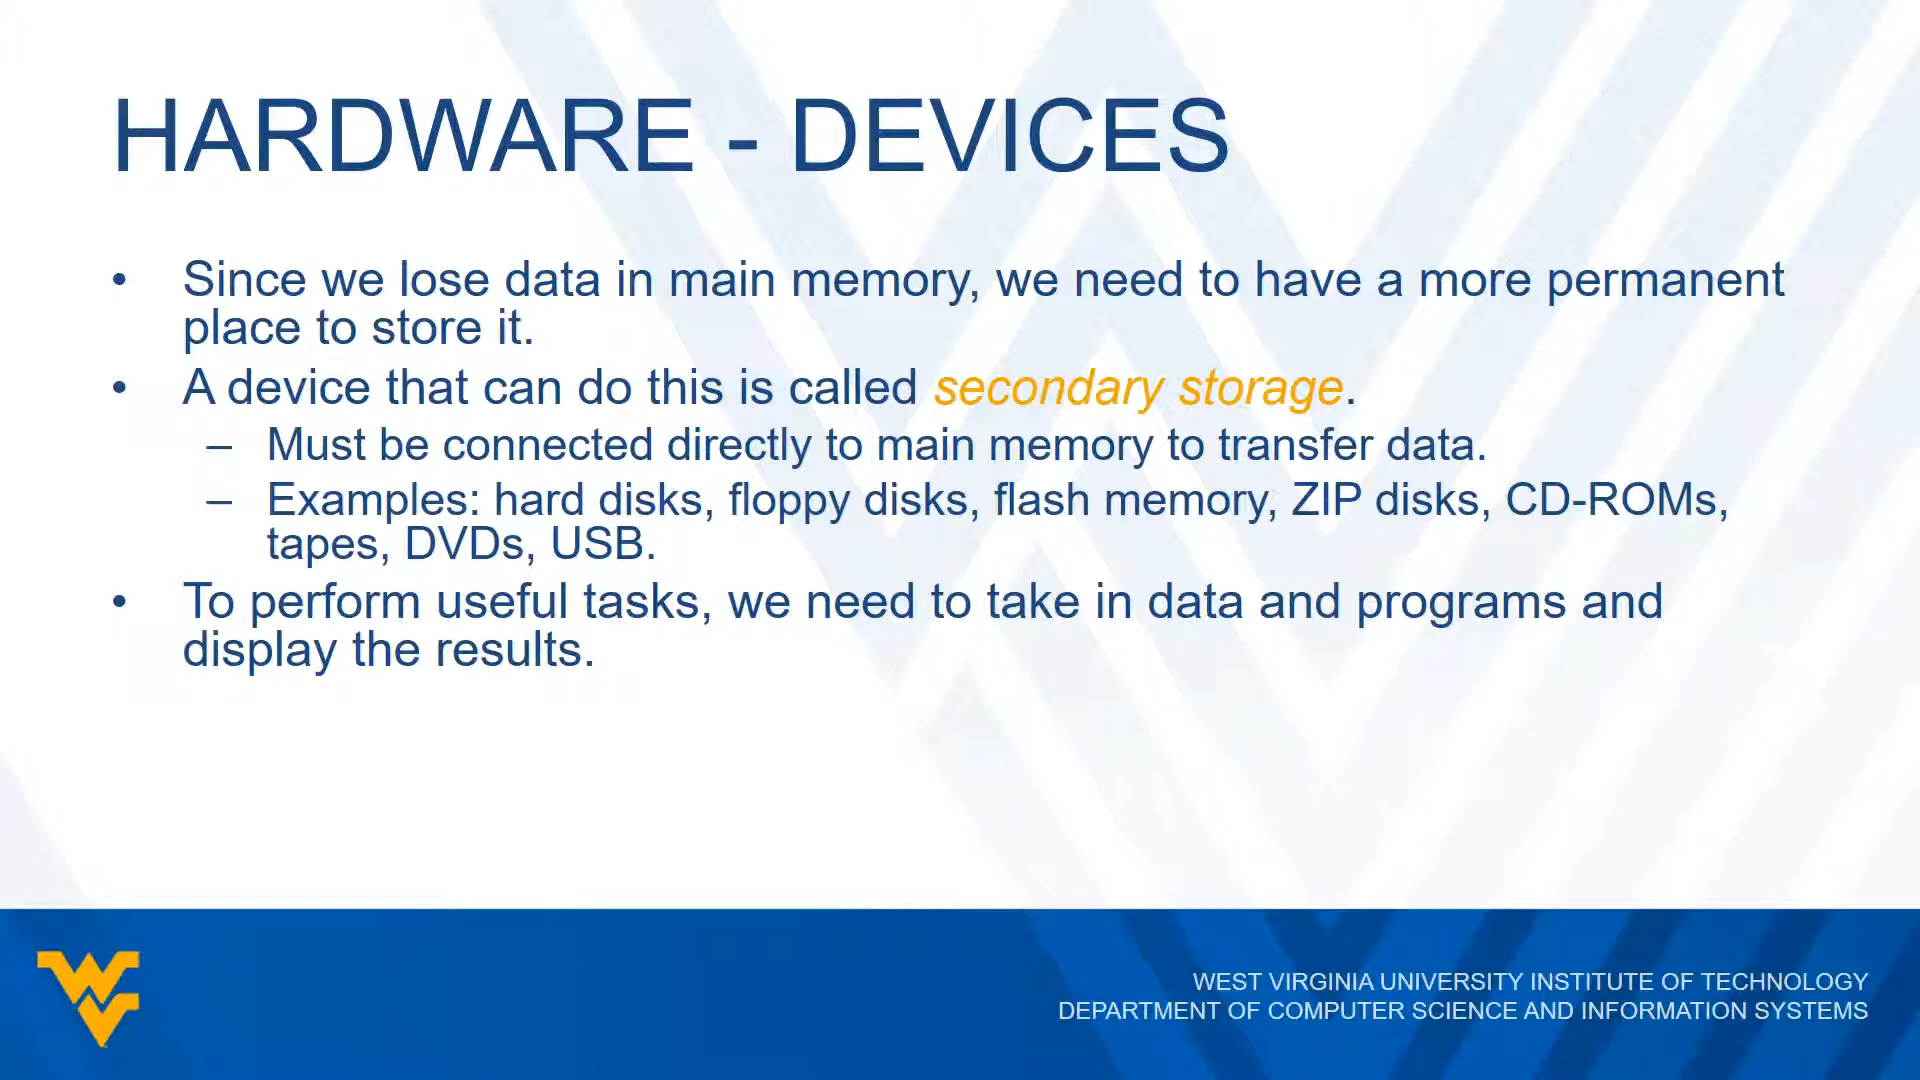 HARDWARE - DEVICES
• Since we lose data in main memory, we need to have a more permanent
place to store it.
• A device that can do this is called secondary storage.
– Must be connected directly to main memory to transfer data.
– Examples: hard disks, floppy disks, flash memory, ZIP disks, CD-ROMs,
tapes, DVDs, USB.
• To perform useful tasks, we need to take in data and programs and
display the results.
WEST VIRGINIA UNIVERSITY INSTITUTE OF TECHNOLOGY
DEPARTMENT OF COMPUTER SCIENCE AND INFORMATION SYSTEMS